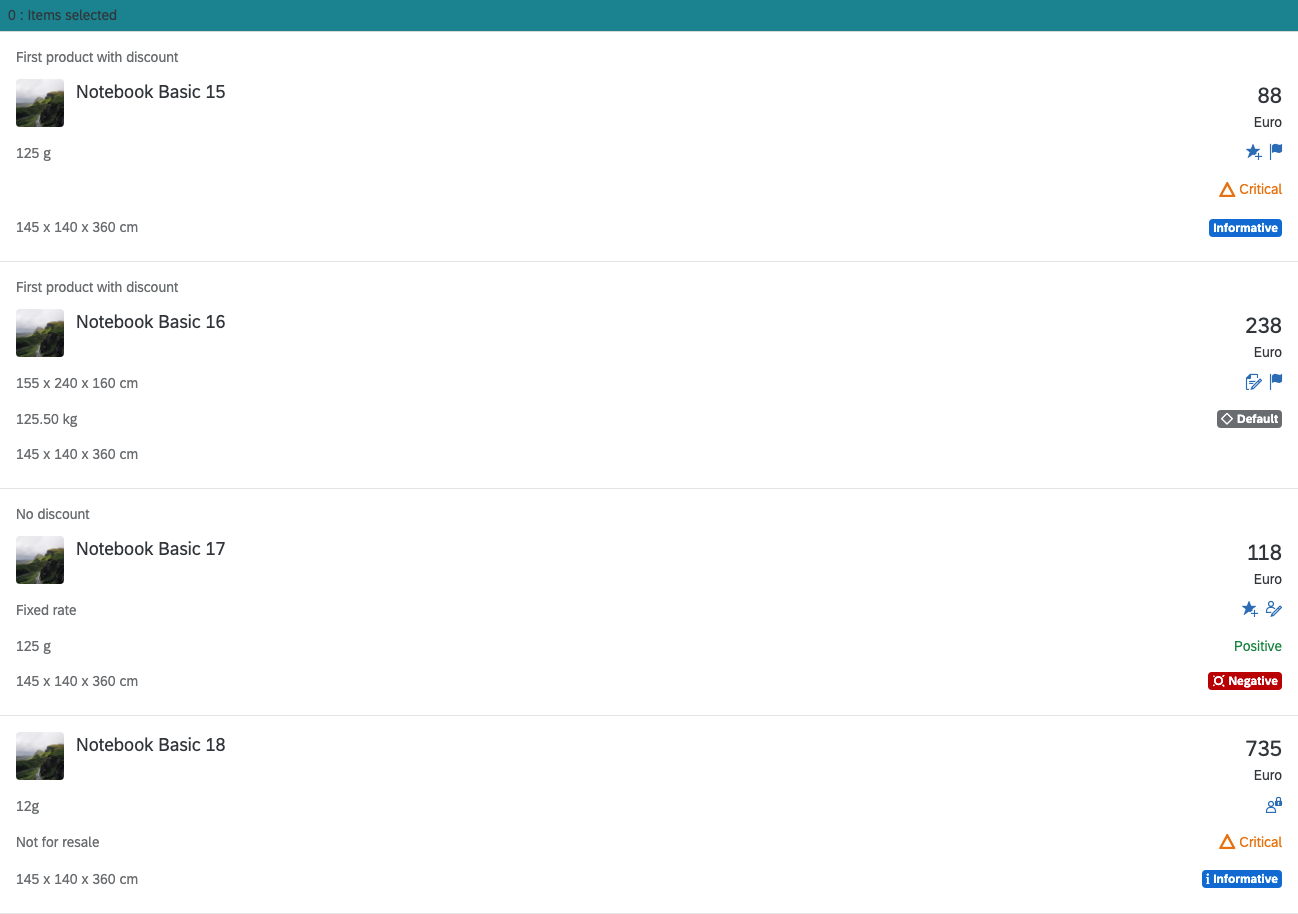 0 : Items selected
First product with discount
Notebook Basic 15
88
Euro
125 g
Critical
145 x 140 x 360 cm
Informative
First product with discount
Notebook Basic 16
238
Euro
155 x 240 x 160 cm
125.50 kg
Default
145 x 140 x 360 cm
No discount
Notebook Basic 17
118
Euro
Fixed rate
125 g
Positive
145 x 140 x 360 cm
Negative
Notebook Basic 18
735
Euro
12g
Not for resale
Critical
145 x 140 x 360 cm
Informative